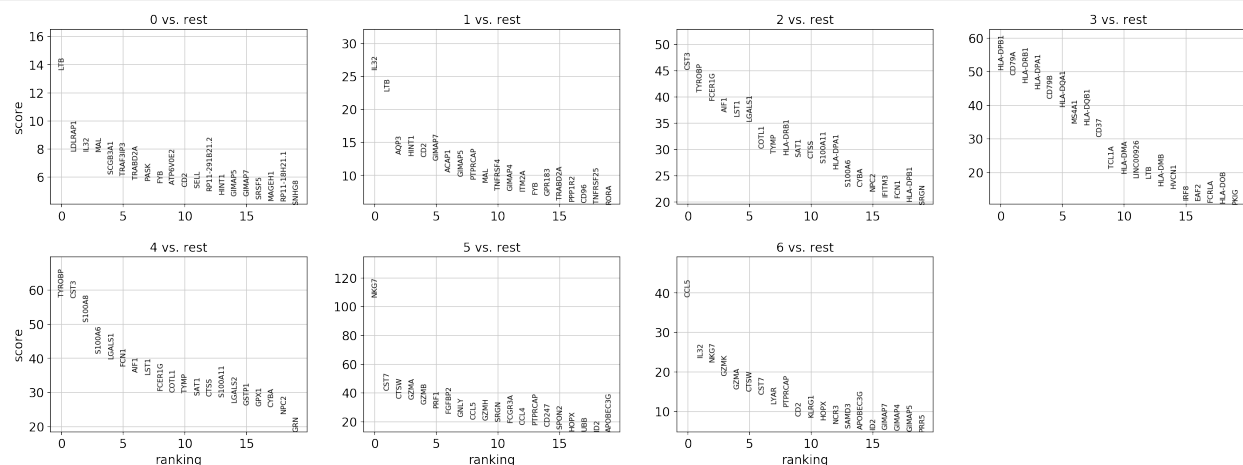 0 vs. rest
1 vs. rest
2 vs. rest
3 vs. rest
score
16
14
12
10
8
6
LTB
LDLRAP1
IL32
MAL
SCGB3A1
TRAF3IP3
TRABD2A
PASK
FYB
ATP6V0E2
CD2
SELL
RP11-291B21.2
HINT1
GIMAP5
GIMAP7
SRSF5
MAGEH1
RP11-18H21.1
SNHG8
0
5
10
15
30
25
20
15
10
IL32
LTB
AQP3
HINT1
CD2
GIMAP7
ACAP1
GIMAP5
PTPRCAP
MAL
TNFRSF4
GIMAP4
ITM2A
FYB
GPR183
TRABD2A
PPP1R2
CD96
TNFRSF25
RORA
0
5
10
15
50
45
40
35
30
25
20
CST3
TYROBP
FCER1G
AIF1
LST1
LGALS1
COTL1
TYMP
HLA-DRB1
SAT1
CTSS
S100A11
HLA-DPA1
S100A6
CYBA
NPC2
IFITM3
FCN1
HLA-DPB1
SRGN
0
5
10
15
60
50
40
30
20
HLA-DPB1
CD79A
HLA-DRB1
HLA-DPA1
CD79B
HLA-DQA1
MS4A1
HLA-DQB1
CD37
TCL1A
HLA-DMA
LINC00926
LTB
HLA-DMB
HVCN1
IRF8
EAF2
FCRLA
HLA-DOB
PKIG
0
5
10
15
4 vs. rest
5 vs. rest
6 vs. rest
score
60
50
40
30
20
TYROBP
CST3
S100A8
S100A6
LGALS1
FCN1
AIF1
LST1
FCER1G
COTL1
TYMP
SAT1
CTSS
S100A11
LGALS2
GSTP1
GPX1
CYBA
NPC2
GRN
0
5
10
15
ranking
120
100
80
60
40
20
NKG7
CST7
CTSW
GZMA
GZMB
PRF1
FGFBP2
GNLY
CCL5
GZMH
SRGN
FCGR3A
CCL4
PTPRCAP
CD247
SPON2
HOPX
UBB
ID2
APOBEC3G
0
5
10
15
ranking
40
30
20
10
CCL5
IL32
NKG7
GZMK
GZMA
CTSW
CST7
LYAR
PTPRCAP
CD2
KLRG1
HOPX
NCR3
SAMD3
APOBEC3G
ID2
GIMAP7
GIMAP4
GIMAP5
PRR5
0
5
10
15
ranking